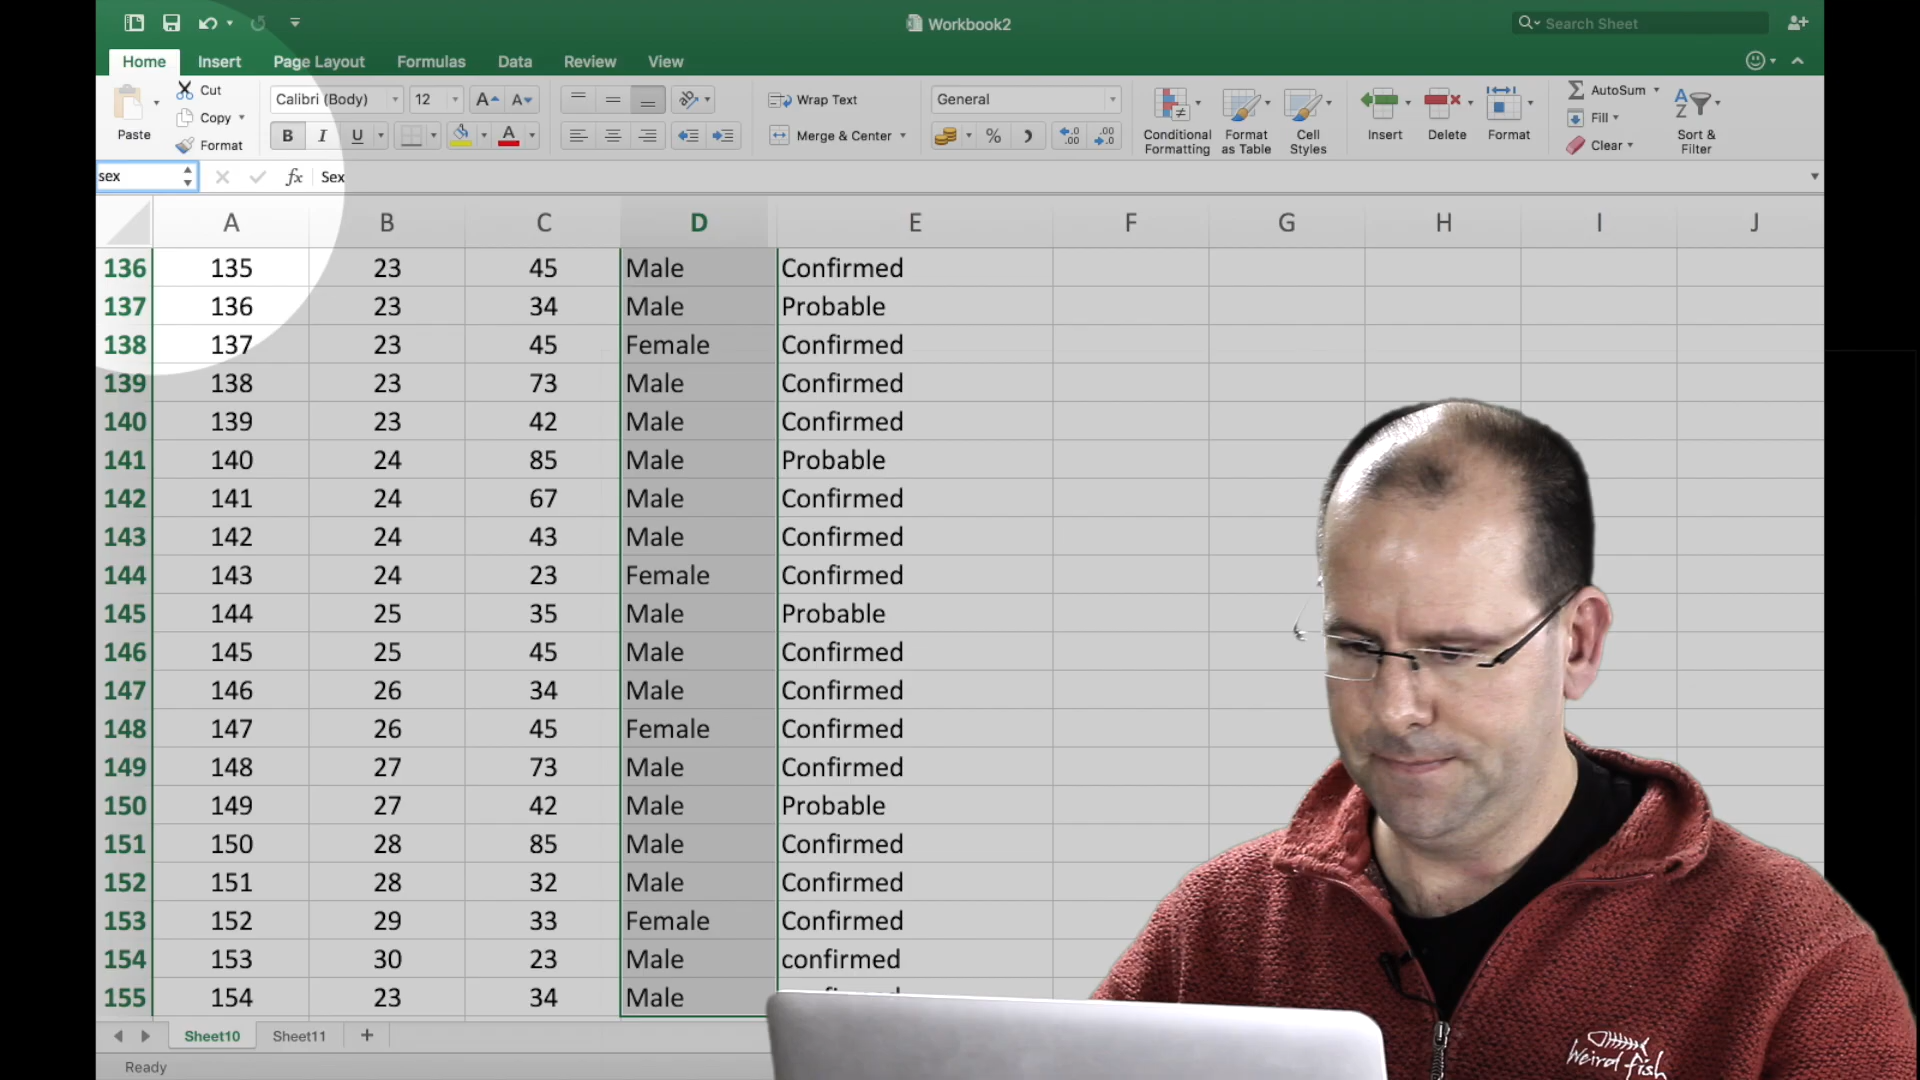 Workbook2
Search Sheet
Home Insert Page Layout Formulas Data Review View
Paste
Cut
Copy
Format
Calibri (Body) 12
A A
B I U A
Wrap Text
Merge & Center
General
%
Conditional Formatting
Format as Table
Cell Styles
Insert
Delete
Format
AutoSum
Fill
Clear
Sort & Filter
sex fx Sex
A B C D E F G H I J
136 135 23 45 Male Confirmed
137 136 23 34 Male Probable
138 137 23 45 Female Confirmed
139 138 23 73 Male Confirmed
140 139 23 42 Male Confirmed
141 140 24 85 Male Probable
142 141 24 67 Male Confirmed
143 142 24 43 Male Confirmed
144 143 24 23 Female Confirmed
145 144 25 35 Male Probable
146 145 25 45 Male Confirmed
147 146 26 34 Male Confirmed
148 147 26 45 Female Confirmed
149 148 27 73 Male Confirmed
150 149 27 42 Male Probable
151 150 28 85 Male Confirmed
152 151 28 32 Male Confirmed
153 152 29 33 Female Confirmed
154 153 30 23 Male confirmed
155 154 23 34 Male
Sheet10 Sheet11 +
Ready
Weird fish